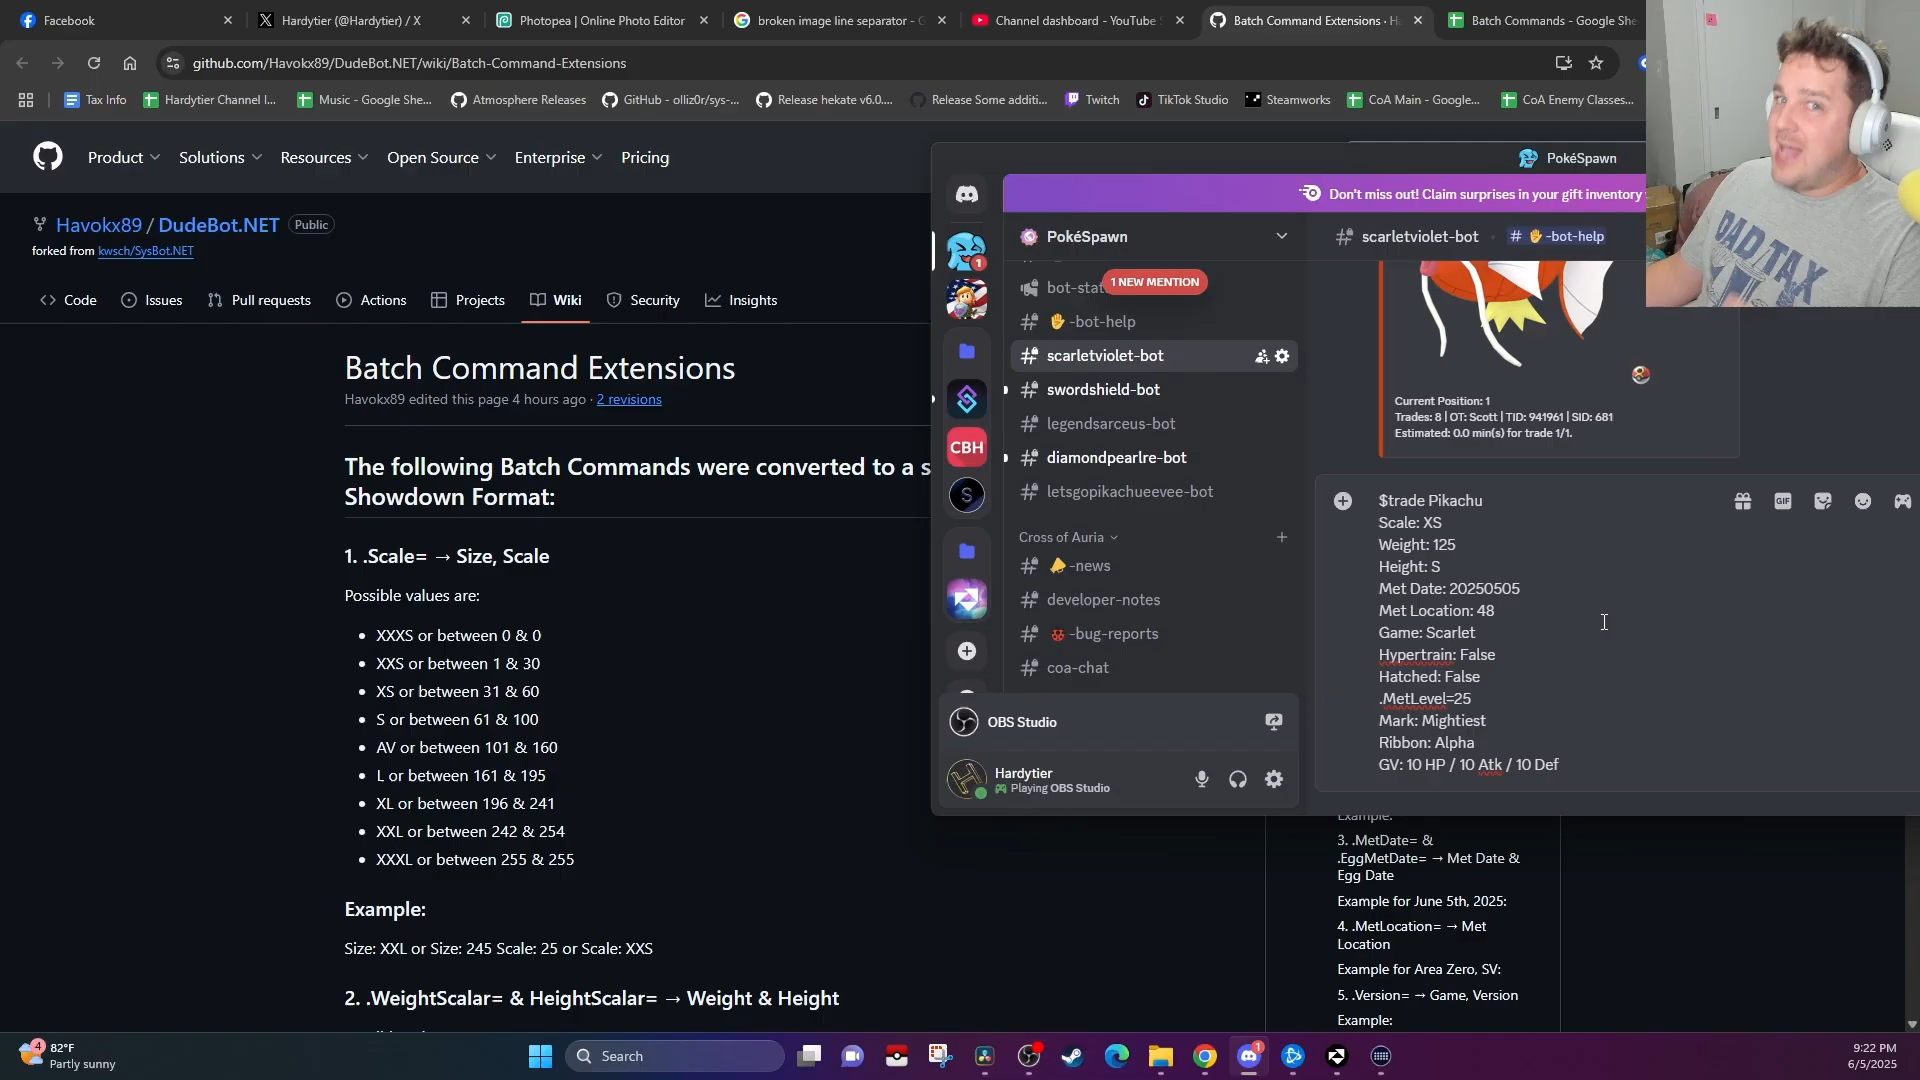 Facebook
Hardytier (@Hardytier) / X
Photopea | Online Photo Editor
broken image line separator - G
Channel dashboard - YouTube S
Batch Command Extensions · H
Batch Commands - Google She
github.com/Havokx89/DudeBot.NET/wiki/Batch-Command-Extensions
Tax Info
Hardytier Channel I...
Music - Google She...
Atmosphere Releases
GitHub - olliz0r/sys-...
Release hekate v6.0....
Release Some additi...
Twitch
TikTok Studio
Steamworks
CoA Main - Google...
CoA Enemy Classes...
Product
Solutions
Resources
Open Source
Enterprise
Pricing
Havokx89 / DudeBot.NET
Public
forked from kwsch/SysBot.NET
Code
Issues
Pull requests
Actions
Projects
Wiki
Security
Insights
Batch Command Extensions
Havokx89 edited this page 4 hours ago · 2 revisions
The following Batch Commands were converted to a s
Showdown Format:
1. .Scale= → Size, Scale
Possible values are:
• XXXS or between 0 & 0
• XXS or between 1 & 30
• XS or between 31 & 60
• S or between 61 & 100
• AV or between 101 & 160
• L or between 161 & 195
• XL or between 196 & 241
• XXL or between 242 & 254
• XXXL or between 255 & 255
Example:
Size: XXL or Size: 245 Scale: 25 or Scale: XXS
2. .WeightScalar= & HeightScalar= → Weight & Height
PokéSpawn
Don't miss out! Claim surprises in your gift inventory
PokéSpawn
1 NEW MENTION
bot-stat
-bot-help
scarletviolet-bot
swordshield-bot
legendsarceus-bot
diamondpearlre-bot
letsgopikachueevee-bot
Cross of Auria
-news
developer-notes
-bug-reports
coa-chat
1
CBH
S
OBS Studio
Hardytier
Playing OBS Studio
scarletviolet-bot
# -bot-help
Current Position: 1
Trades: 8 | OT: Scott | TID: 941961 | SID: 681
Estimated: 0.0 min(s) for trade 1/1.
GIF
$trade Pikachu
Scale: XS
Weight: 125
Height: S
Met Date: 20250505
Met Location: 48
Game: Scarlet
Hypertrain: False
Hatched: False
.MetLevel=25
Mark: Mightiest
Ribbon: Alpha
GV: 10 HP / 10 Atk / 10 Def
Example:
3. .MetDate= &
.EggMetDate= → Met Date &
Egg Date
Example for June 5th, 2025:
4. .MetLocation= → Met
Location
Example for Area Zero, SV:
5. .Version= → Game, Version
Example:
DAD TAX
4
82°F
Partly sunny
Search
1
9:22 PM
6/5/2025